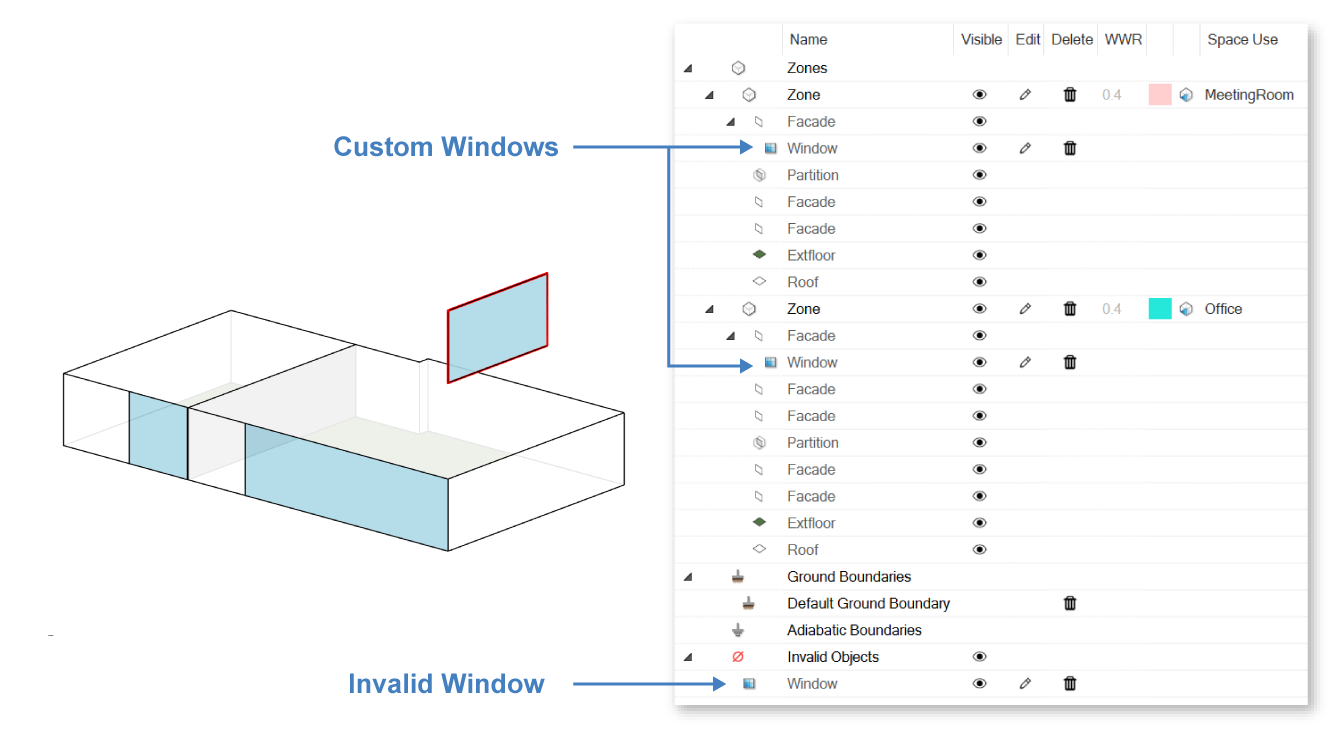 Name Visible Edit Delete WWR Space Use
Zones
Zone 0.4 MeetingRoom
Facade
Custom Windows
Window
Partition
Facade
Facade
Extfloor
Roof
Zone 0.4 Office
Facade
Window
Facade
Facade
Partition
Facade
Facade
Extfloor
Roof
Ground Boundaries
Default Ground Boundary
Adiabatic Boundaries
Invalid Objects
Invalid Window
Window